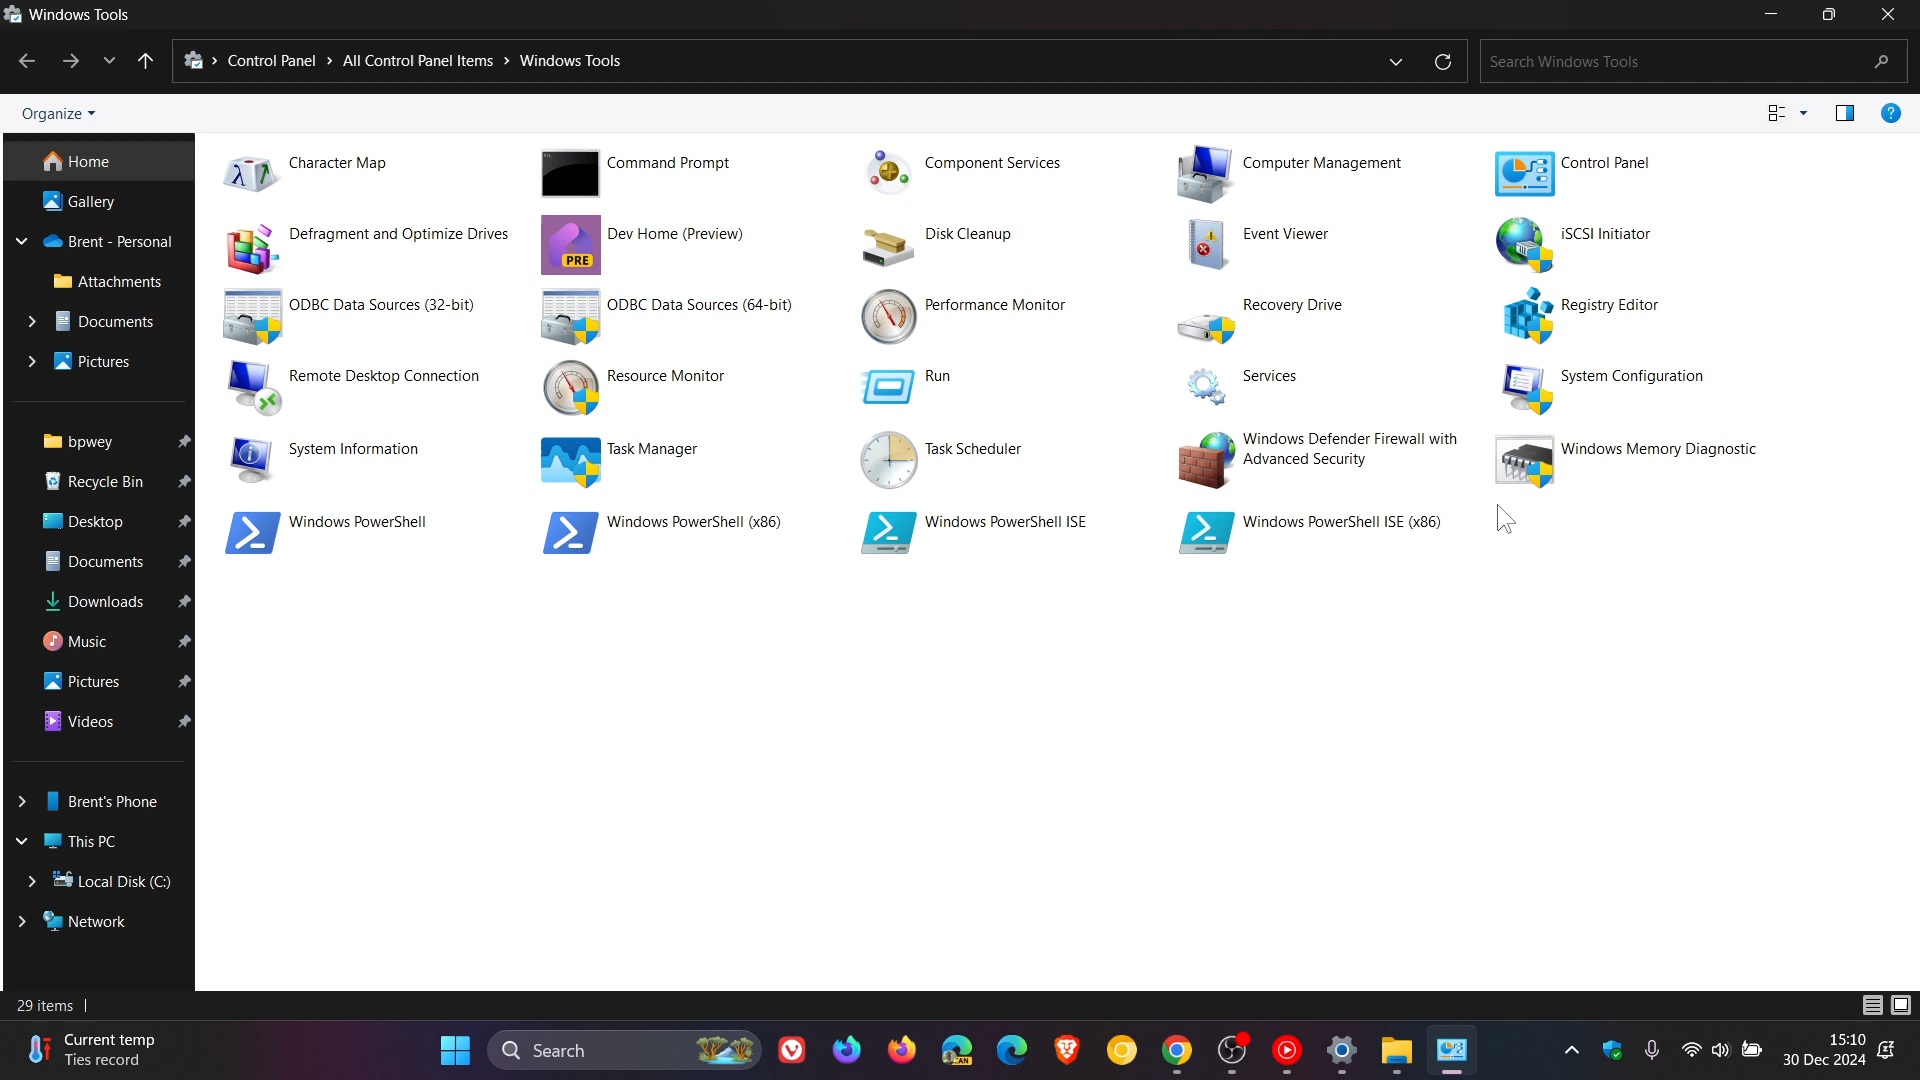 Windows Tools
Control Panel > All Control Panel Items > Windows Tools
Search Windows Tools
Organize
Home
Gallery
Brent - Personal
Attachments
Documents
Pictures
bpwey
Recycle Bin
Desktop
Documents
Downloads
Music
Pictures
Videos
Brent's Phone
This PC
Local Disk (C:)
Network
Character Map
Command Prompt
Component Services
Computer Management
Control Panel
Defragment and Optimize Drives
Dev Home (Preview)
PRE
Disk Cleanup
Event Viewer
iSCSI Initiator
ODBC Data Sources (32-bit)
ODBC Data Sources (64-bit)
Performance Monitor
Recovery Drive
Registry Editor
Remote Desktop Connection
Resource Monitor
Run
Services
System Configuration
System Information
Task Manager
Task Scheduler
Windows Defender Firewall with
Advanced Security
Windows Memory Diagnostic
Windows PowerShell
Windows PowerShell (x86)
Windows PowerShell ISE
Windows PowerShell ISE (x86)
29 items
Current temp
Ties record
Search
CAN
15:10
30 Dec 2024